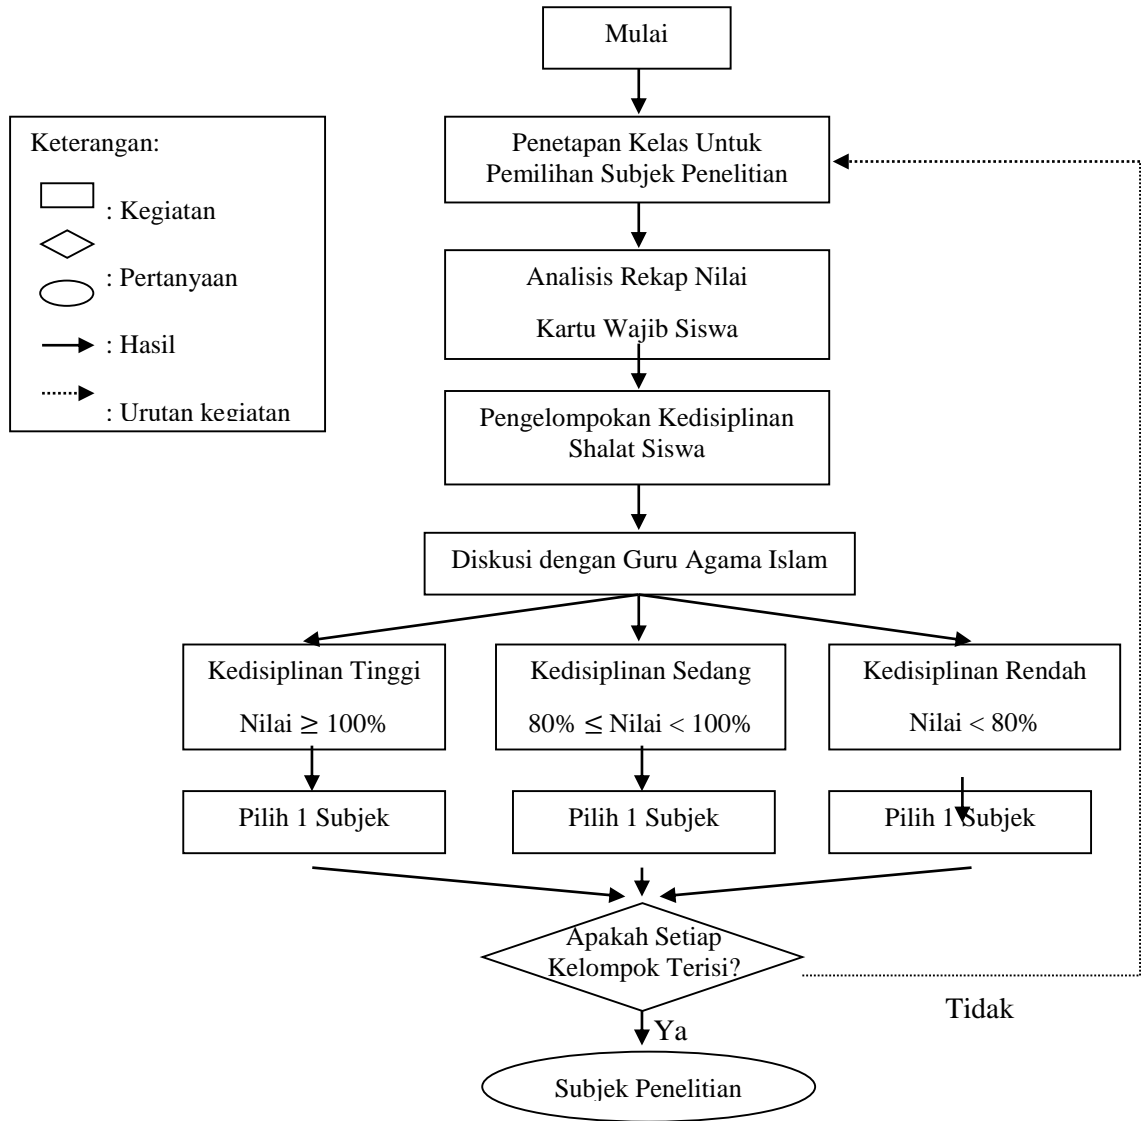 Mulai
Keterangan:
: Kegiatan
: Pertanyaan
: Hasil
: Urutan kegiatan
Penetapan Kelas Untuk
Pemilihan Subjek Penelitian
Analisis Rekap Nilai
Kartu Wajib Siswa
Pengelompokan Kedisiplinan
Shalat Siswa
Diskusi dengan Guru Agama Islam
Kedisiplinan Tinggi
Nilai ≥ 100%
Kedisiplinan Sedang
80% ≤ Nilai < 100%
Kedisiplinan Rendah
Nilai < 80%
Pilih 1 Subjek
Pilih 1 Subjek
Pilih 1 Subjek
Apakah Setiap
Kelompok Terisi?
Tidak
Ya
Subjek Penelitian